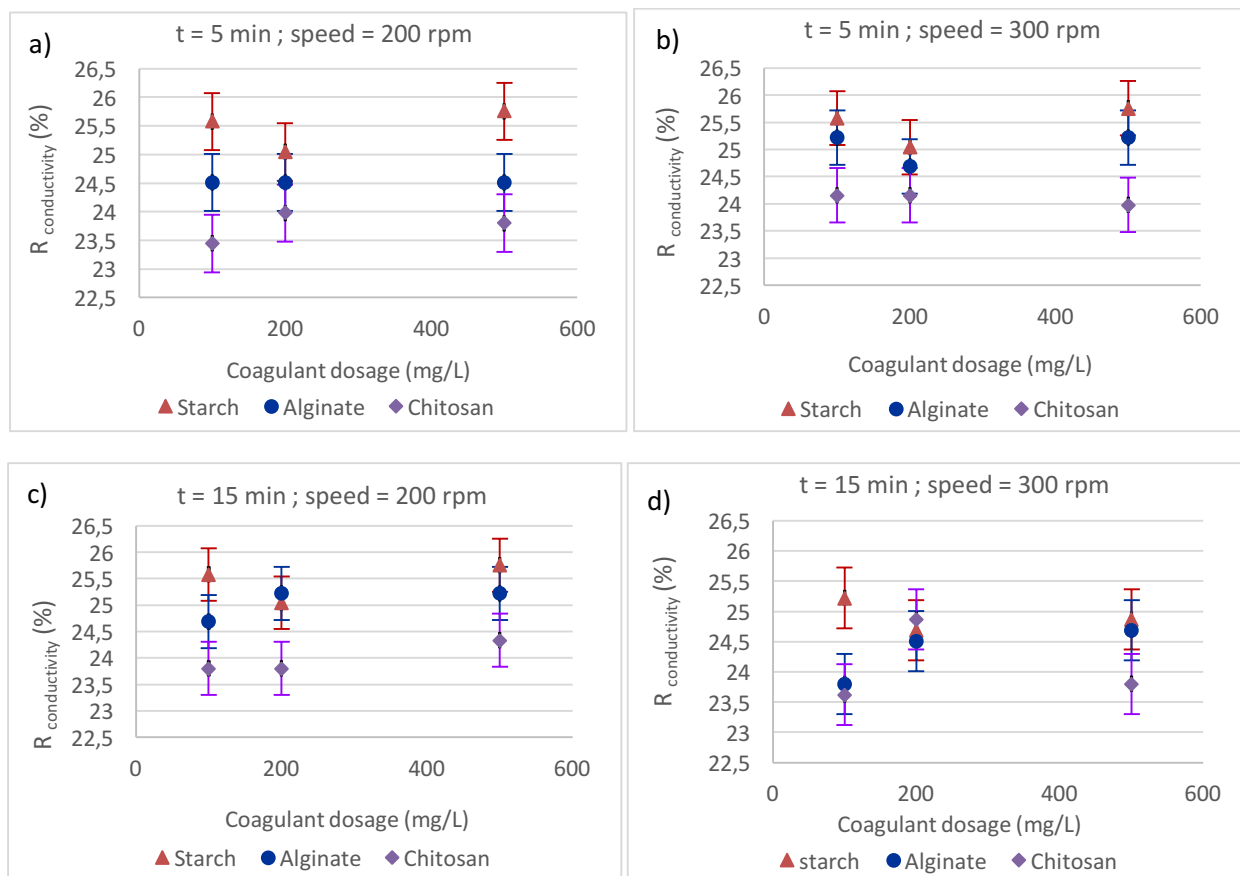 a)
t = 5 min ; speed = 200 rpm
R conductivity (%)
26,5
26
25,5
25
24,5
24
23,5
23
22,5
0 200 400 600
Coagulant dosage (mg/L)
Starch Alginate Chitosan
b)
t = 5 min ; speed = 300 rpm
R conductivity (%)
26,5
26
25,5
25
24,5
24
23,5
23
22,5
0 200 400 600
Coagulant dosage (mg/L)
Starch Alginate Chitosan
c)
t = 15 min ; speed = 200 rpm
R conductivity (%)
26,5
26
25,5
25
24,5
24
23,5
23
22,5
0 200 400 600
Coagulant dosage (mg/L)
Starch Alginate Chitosan
d)
t = 15 min ; speed = 300 rpm
R conductivity (%)
26,5
26
25,5
25
24,5
24
23,5
23
22,5
0 200 400 600
Coagulant dosage (mg/L)
starch Alginate Chitosan